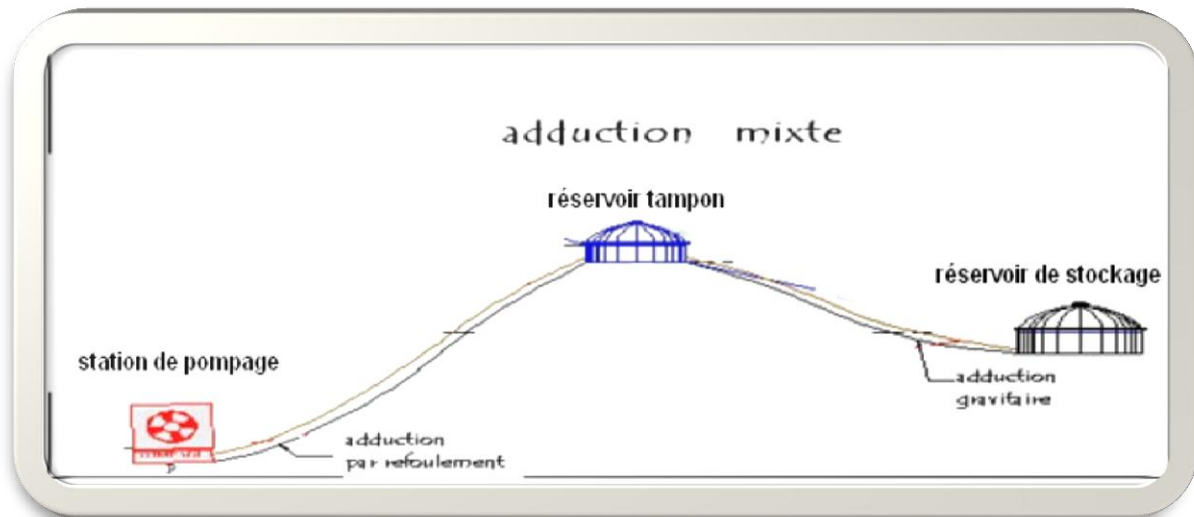 adduction mixte
réservoir tampon
réservoir de stockage
station de pompage
adduction
gravitaire
adduction
par refoulement